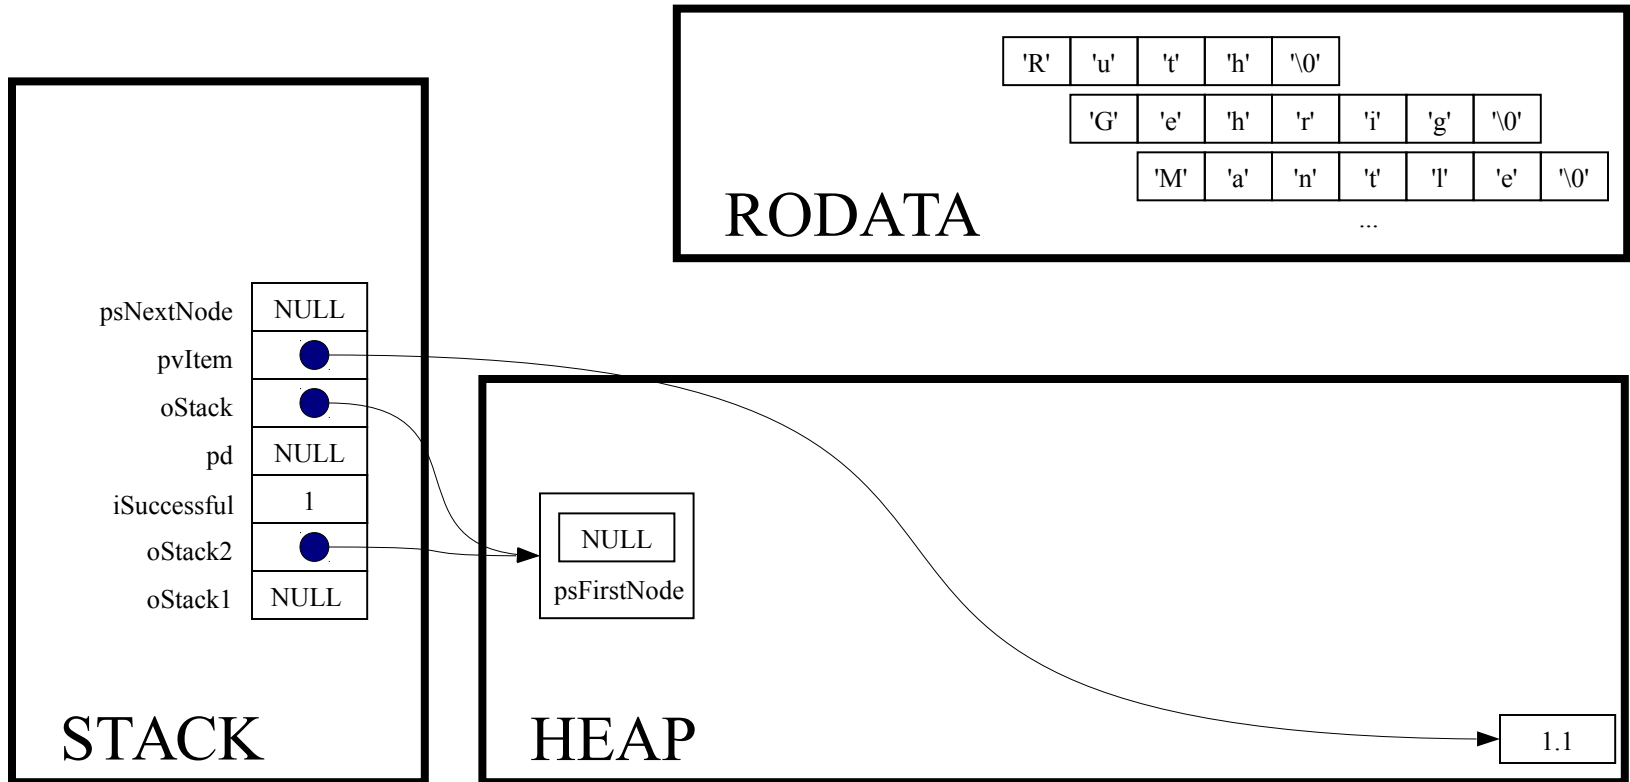 'R' 'u' 't' 'h' '\0'
'G' 'e' 'h' 'r' 'i' 'g' '\0'
'M' 'a' 'n' 't' 'l' 'e' '\0'
...
RODATA
psNextNode NULL
pvItem
oStack
pd NULL
iSuccessful 1
oStack2
oStack1 NULL
STACK
NULL
psFirstNode
HEAP
1.1